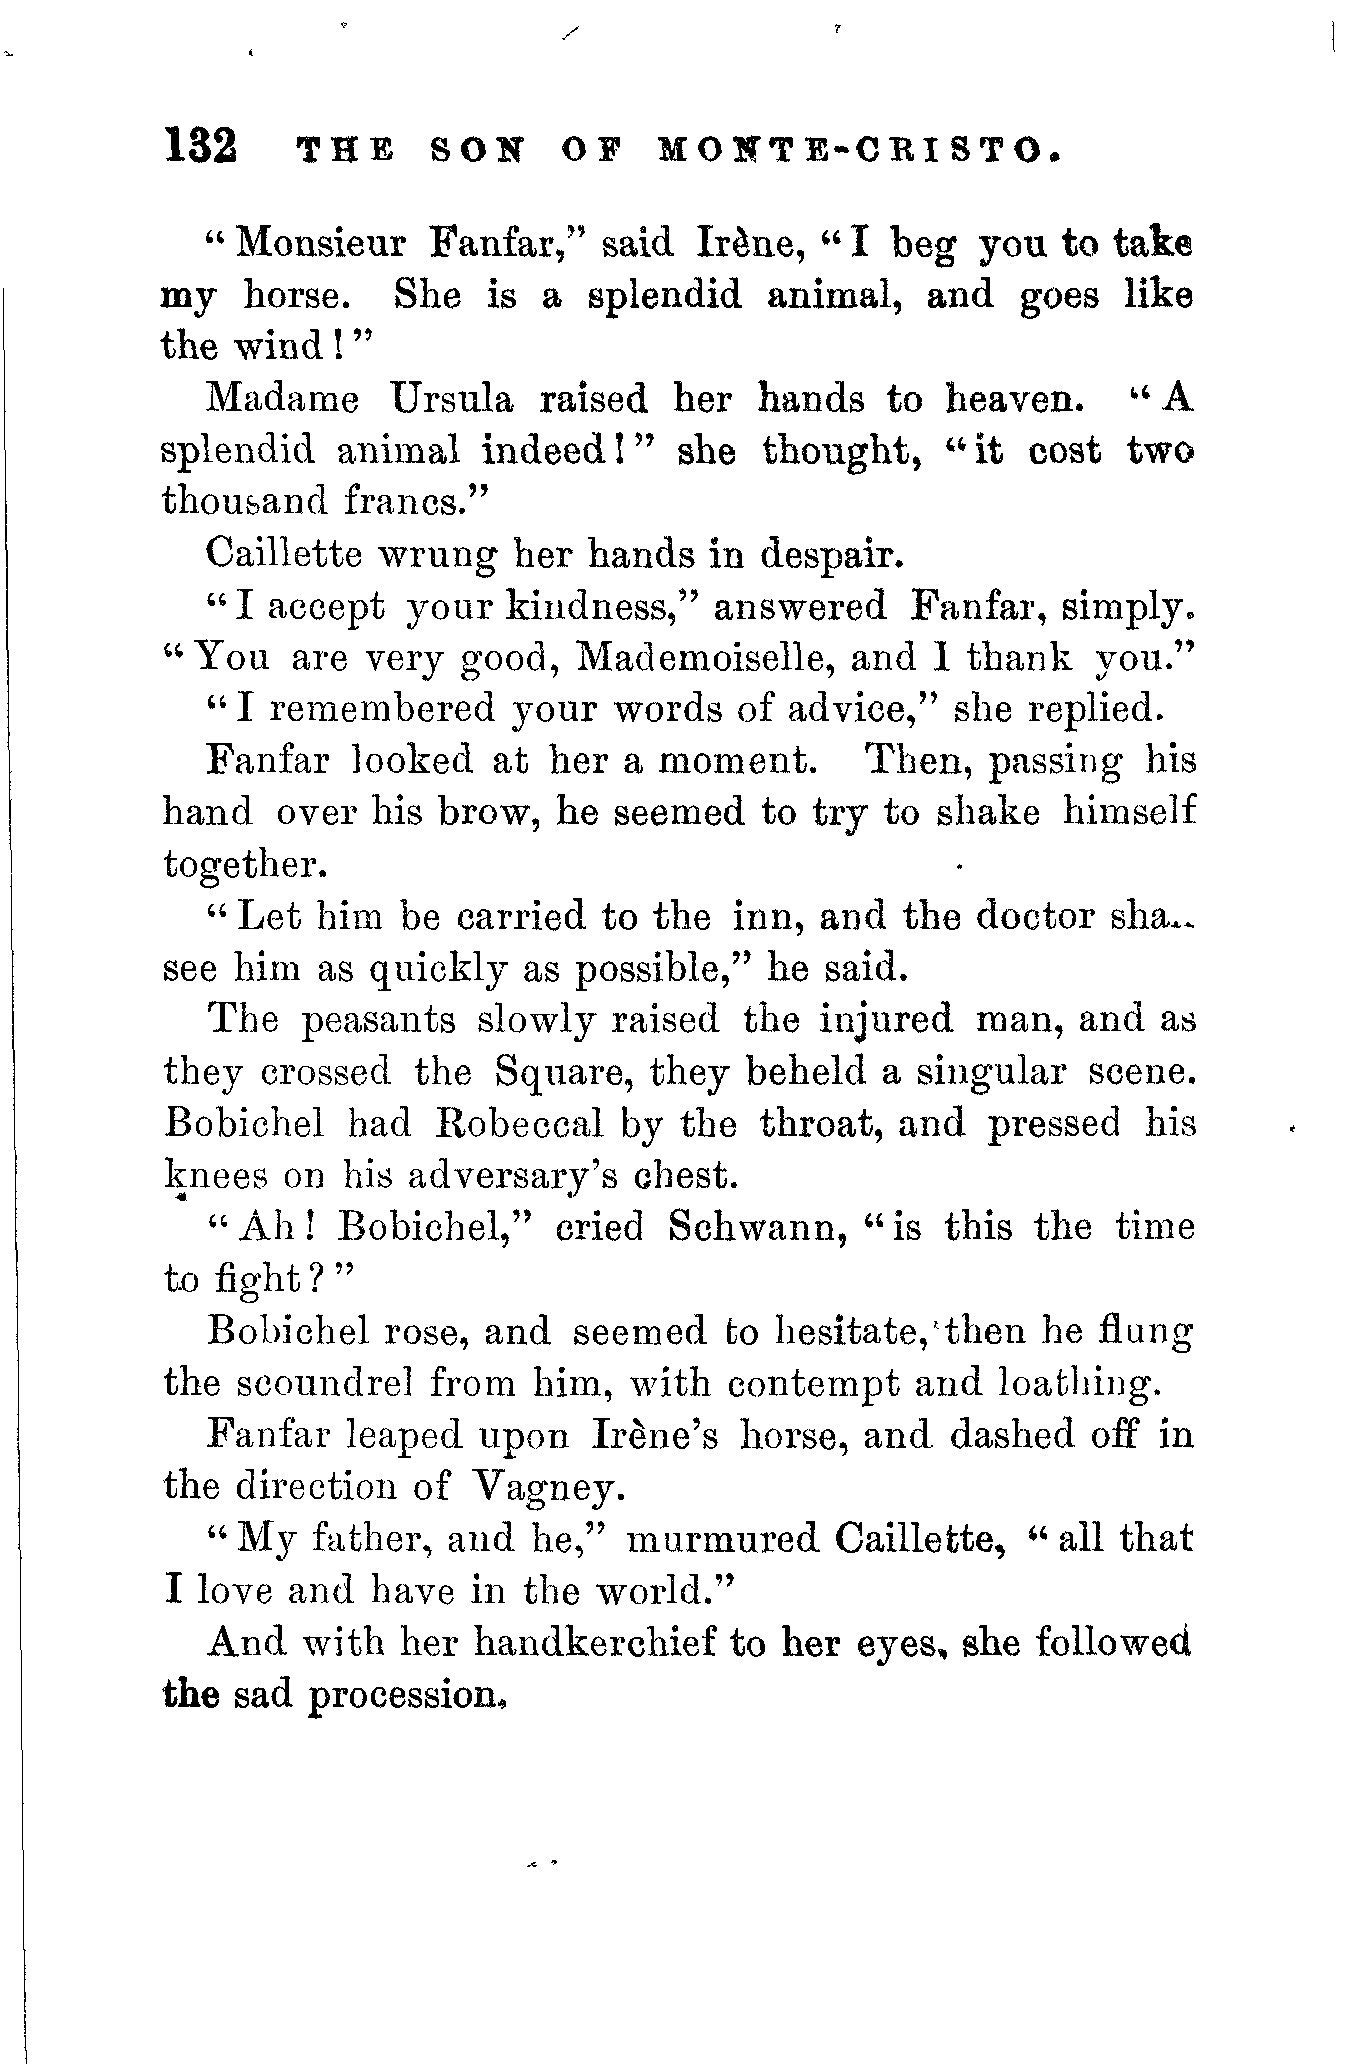 132 THE SON OF MONTE-CRISTO.
“Monsieur Fanfar,” said Irène, “I beg you to take
my horse. She is a splendid animal, and goes like
the wind!”
Madame Ursula raised her hands to heaven. “A
splendid animal indeed!” she thought, “it cost two
thousand francs.”
Caillette wrung her hands in despair.
“I accept your kindness,” answered Fanfar, simply.
“You are very good, Mademoiselle, and I thank you.”
“I remembered your words of advice,” she replied.
Fanfar looked at her a moment. Then, passing his
hand over his brow, he seemed to try to shake himself
together.
“Let him be carried to the inn, and the doctor sha..
see him as quickly as possible,” he said.
The peasants slowly raised the injured man, and as
they crossed the Square, they beheld a singular scene.
Bobichel had Robeccal by the throat, and pressed his
knees on his adversary’s chest.
“Ah! Bobichel,” cried Schwann, “is this the time
to fight?”
Bobichel rose, and seemed to hesitate, then he flung
the scoundrel from him, with contempt and loathing.
Fanfar leaped upon Irène’s horse, and dashed off in
the direction of Vagney.
“My father, and he,” murmured Caillette, “all that
I love and have in the world.”
And with her handkerchief to her eyes, she followed
the sad procession.